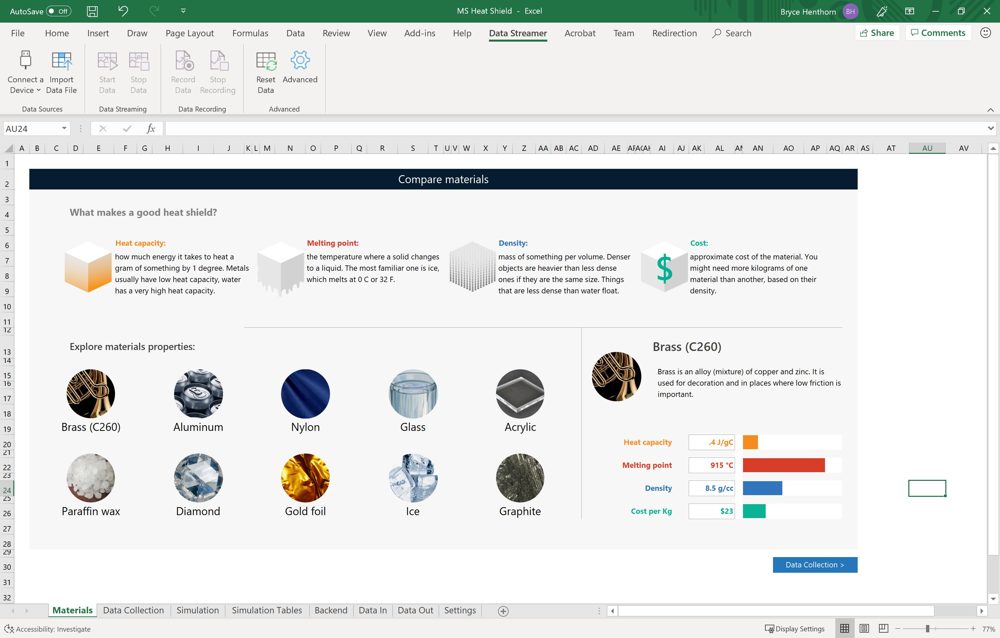 AutoSave Off
MS Heat Shield - Excel
Bryce Henthorn BH
File Home Insert Draw Page Layout Formulas Data Review View Add-ins Help Data Streamer Acrobat Team Redirection Search Share Comments
Connect a Device
Import Data File
Start Data
Stop Data
Record Data
Stop Recording
Reset Data
Advanced
Data Sources Data Streaming Data Recording Advanced
AU24
fx
A B C D E F G H I J K L M N O P Q R S T U V W X Y Z AA AB AC AD AE AI AJ AK AL AN AO AP AQ AR AS AT AU AV
1
2
3
4
5
6
7
8
9
10
11
12
13
14
15
16
17
18
19
20
21
22
23
24
25
26
27
28
29
30
31
32
Compare materials
What makes a good heat shield?
Heat capacity:
how much energy it takes to heat a
gram of something by 1 degree. Metals
usually have low heat capacity, water
has a very high heat capacity.
Melting point:
the temperature where a solid changes
to a liquid. The most familiar one is ice,
which melts at 0 C or 32 F.
Density:
mass of something per volume. Denser
objects are heavier than less dense
ones if they are the same size. Things
that are less dense than water float.
$
Cost:
approximate cost of the material. You
might need more kilograms of one
material than another, based on their
density.
Explore materials properties:
Brass (C260) Aluminum Nylon Glass Acrylic
Paraffin wax Diamond Gold foil Ice Graphite
Brass (C260)
Brass is an alloy (mixture) of copper and zinc. It is
used for decoration and in places where low friction is
important.
Heat capacity .4 J/gC
Melting point 915 °C
Density 8.5 g/cc
Cost per Kg $23
Data Collection >
Materials Data Collection Simulation Simulation Tables Backend Data In Data Out Settings
Accessibility: Investigate
Display Settings
77%